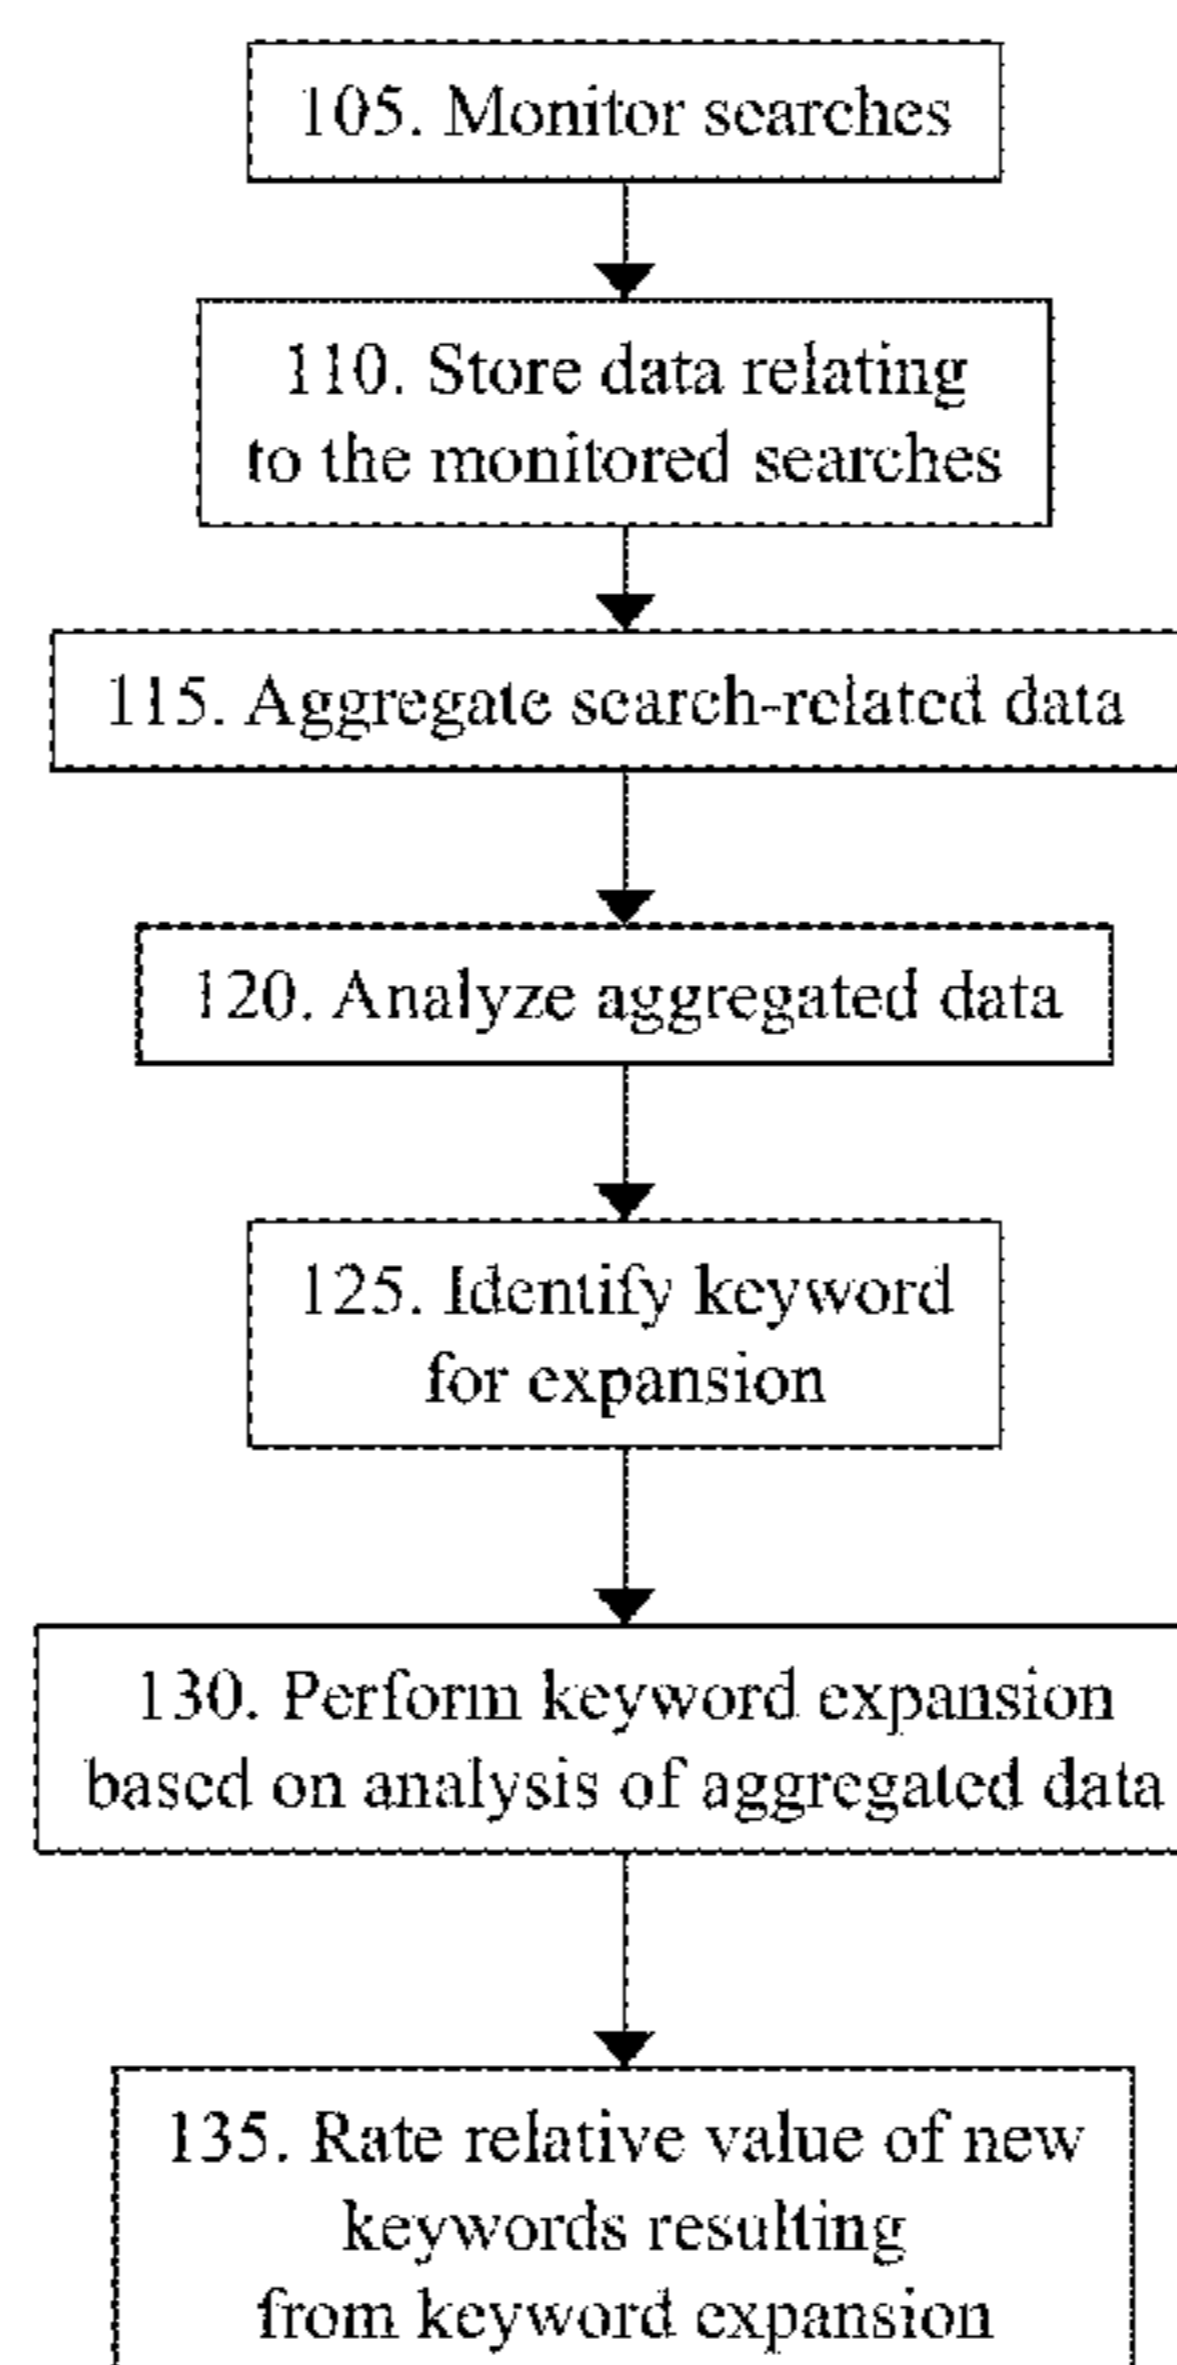 105. Monitor searches
110. Store data relating
to the monitored searches
115. Aggregate search-related data
120. Analyze aggregated data
125. Identify keyword
for expansion
130. Perform keyword expansion
based on analysis of aggregated data
135. Rate relative value of new
keywords resulting
from keyword expansion